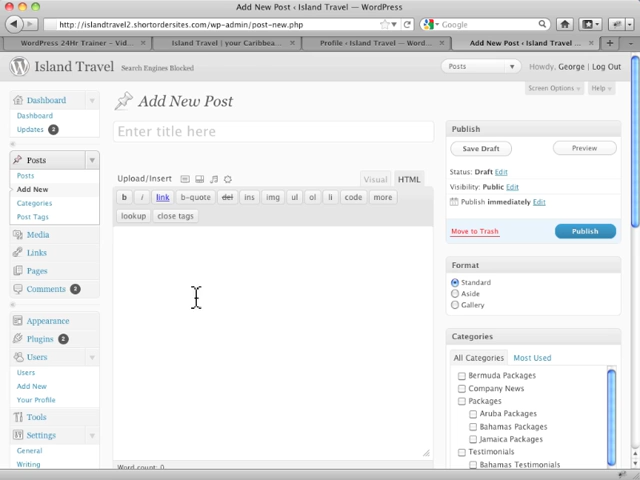 Add New Post ‹ Island Travel — WordPress
http://islandtravel2.shortordersites.com/wp-admin/post-new.php
Google
WordPress 24Hr Trainer – Vid...
Island Travel | your Caribbea...
Profile ‹ Island Travel — Word...
Add New Post ‹ Island Travel ...
Island Travel
Search Engines Blocked
Posts
Howdy, George | Log Out
Screen Options
Help
Dashboard
Dashboard
Updates 2
Posts
Posts
Add New
Categories
Post Tags
Media
Links
Pages
Comments 2
Appearance
Plugins 2
Users
Users
Add New
Your Profile
Tools
Settings
General
Writing
Add New Post
Enter title here
Upload/Insert
Visual
HTML
b i link b-quote del ins img ul ol li code more
lookup close tags
Word count: 0
Publish
Save Draft
Preview
Status: Draft Edit
Visibility: Public Edit
Publish immediately Edit
Move to Trash
Publish
Format
Standard
Aside
Gallery
Categories
All Categories
Most Used
Bermuda Packages
Company News
Packages
Aruba Packages
Bahamas Packages
Jamaica Packages
Testimonials
Bahamas Testimonials